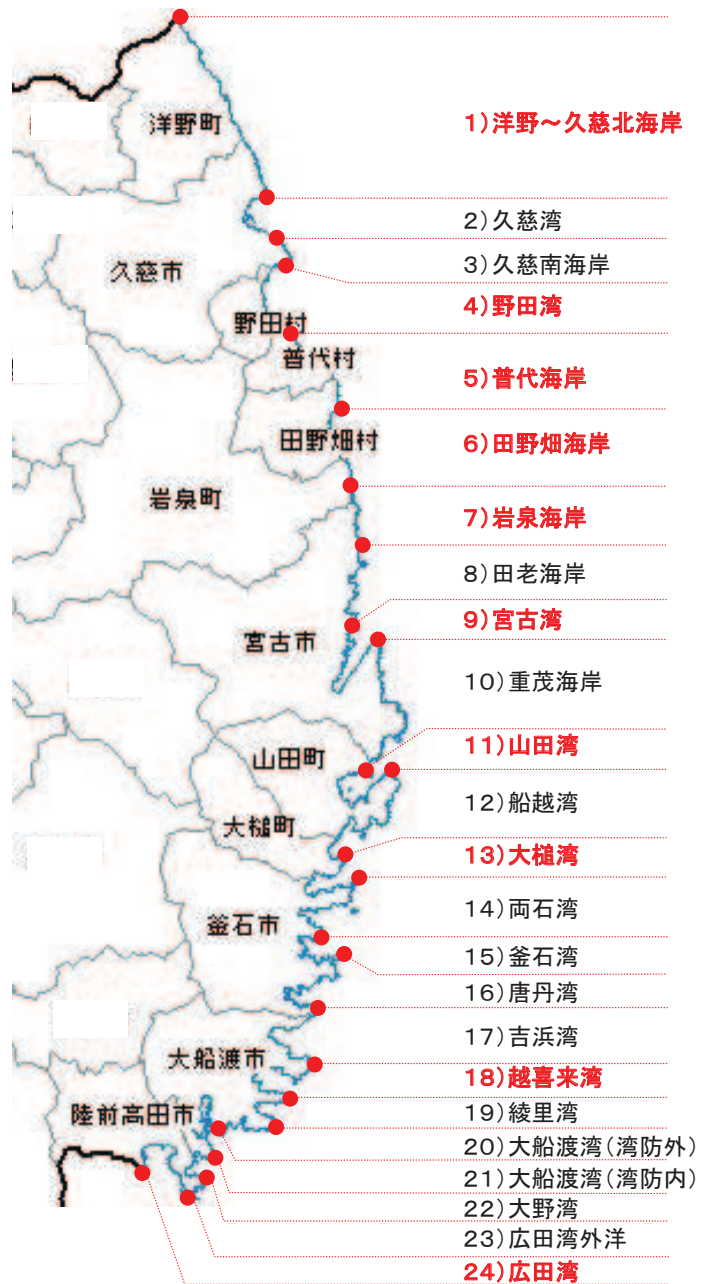 洋野町
久慈市
野田村
普代村
田野畑村
岩泉町
宮古市
山田町
大槌町
釜石市
大船渡市
陸前高田市
1)洋野～久慈北海岸
2)久慈湾
3)久慈南海岸
4)野田湾
5)普代海岸
6)田野畑海岸
7)岩泉海岸
8)田老海岸
9)宮古湾
10)重茂海岸
11)山田湾
12)船越湾
13)大槌湾
14)両石湾
15)釜石湾
16)唐丹湾
17)吉浜湾
18)越喜来湾
19)綾里湾
20)大船渡湾(湾防外)
21)大船渡湾(湾防内)
22)大野湾
23)広田湾外洋
24)広田湾